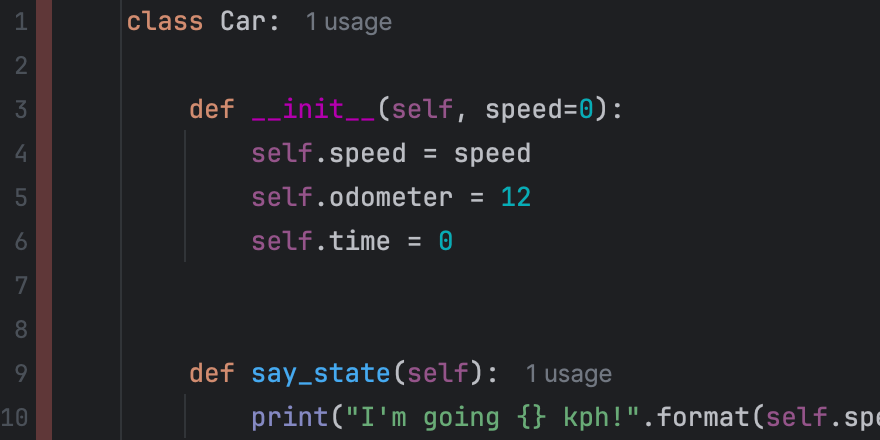 1 class Car: 1 usage
2
3 def __init__(self, speed=0):
4 self.speed = speed
5 self.odometer = 12
6 self.time = 0
7
8
9 def say_state(self): 1 usage
10 print("I'm going {} kph!".format(self.spe